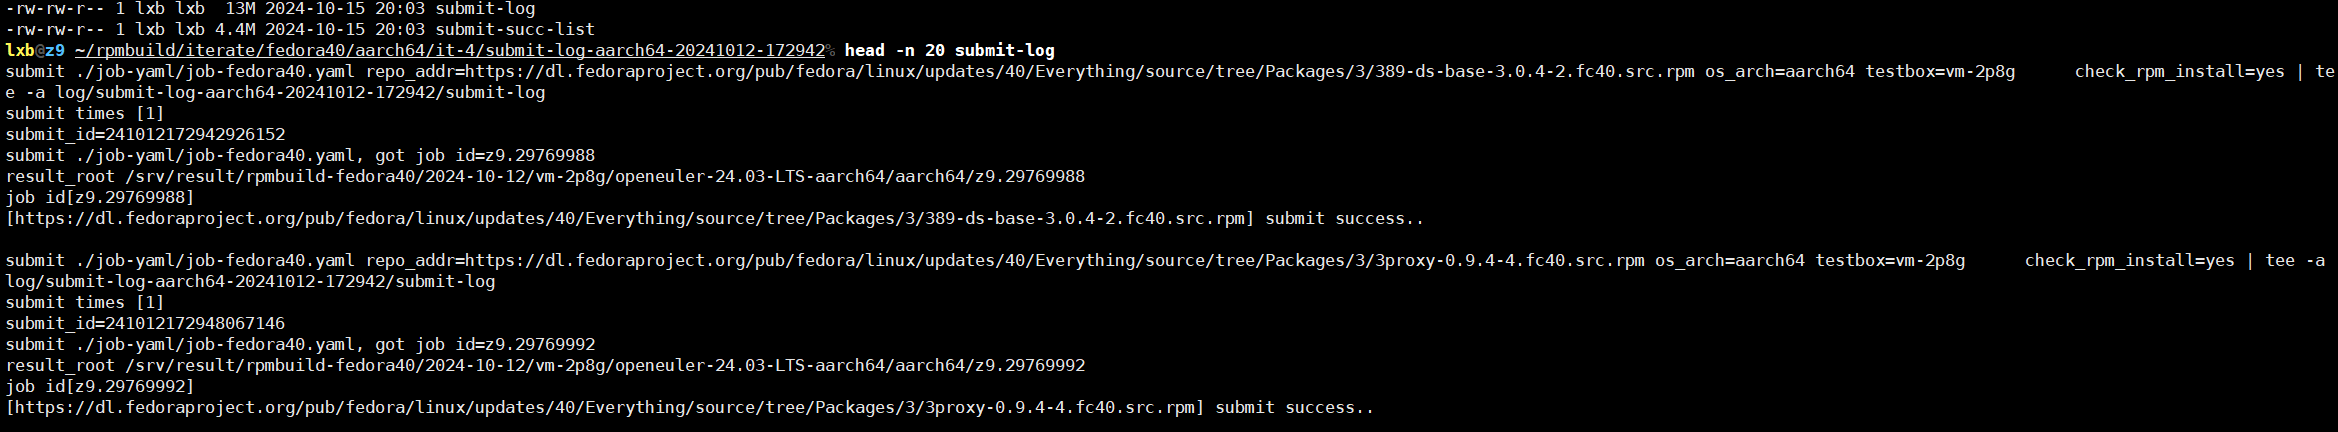 -rw-rw-r-- 1 lxb lxb  13M 2024-10-15 20:03 submit-log
-rw-rw-r-- 1 lxb lxb 4.4M 2024-10-15 20:03 submit-succ-list
lxb@z9 ~/rpmbuild/iterate/fedora40/aarch64/it-4/submit-log-aarch64-20241012-172942% head -n 20 submit-log
submit ./job-yaml/job-fedora40.yaml repo_addr=https://dl.fedoraproject.org/pub/fedora/linux/updates/40/Everything/source/tree/Packages/3/389-ds-base-3.0.4-2.fc40.src.rpm os_arch=aarch64 testbox=vm-2p8g      check_rpm_install=yes | te
e -a log/submit-log-aarch64-20241012-172942/submit-log
submit times [1]
submit_id=241012172942926152
submit ./job-yaml/job-fedora40.yaml, got job id=z9.29769988
result_root /srv/result/rpmbuild-fedora40/2024-10-12/vm-2p8g/openeuler-24.03-LTS-aarch64/aarch64/z9.29769988
job id[z9.29769988]
[https://dl.fedoraproject.org/pub/fedora/linux/updates/40/Everything/source/tree/Packages/3/389-ds-base-3.0.4-2.fc40.src.rpm] submit success..
submit ./job-yaml/job-fedora40.yaml repo_addr=https://dl.fedoraproject.org/pub/fedora/linux/updates/40/Everything/source/tree/Packages/3/3proxy-0.9.4-4.fc40.src.rpm os_arch=aarch64 testbox=vm-2p8g      check_rpm_install=yes | tee -a
log/submit-log-aarch64-20241012-172942/submit-log
submit times [1]
submit_id=241012172948067146
submit ./job-yaml/job-fedora40.yaml, got job id=z9.29769992
result_root /srv/result/rpmbuild-fedora40/2024-10-12/vm-2p8g/openeuler-24.03-LTS-aarch64/aarch64/z9.29769992
job id[z9.29769992]
[https://dl.fedoraproject.org/pub/fedora/linux/updates/40/Everything/source/tree/Packages/3/3proxy-0.9.4-4.fc40.src.rpm] submit success..